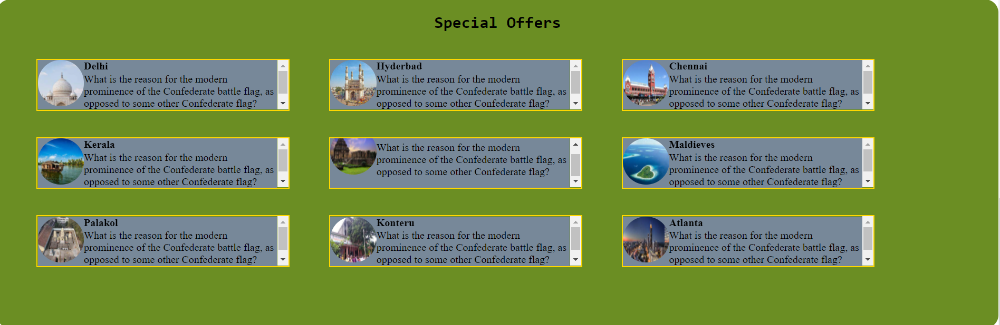 Special Offers
Delhi
What is the reason for the modern
prominence of the Confederate battle flag, as
opposed to some other Confederate flag?
Hyderbad
What is the reason for the modern
prominence of the Confederate battle flag, as
opposed to some other Confederate flag?
Chennai
What is the reason for the modern
prominence of the Confederate battle flag, as
opposed to some other Confederate flag?
Kerala
What is the reason for the modern
prominence of the Confederate battle flag, as
opposed to some other Confederate flag?
What is the reason for the modern
prominence of the Confederate battle flag, as
opposed to some other Confederate flag?
Maldieves
What is the reason for the modern
prominence of the Confederate battle flag, as
opposed to some other Confederate flag?
Palakol
What is the reason for the modern
prominence of the Confederate battle flag, as
opposed to some other Confederate flag?
Konteru
What is the reason for the modern
prominence of the Confederate battle flag, as
opposed to some other Confederate flag?
Atlanta
What is the reason for the modern
prominence of the Confederate battle flag, as
opposed to some other Confederate flag?